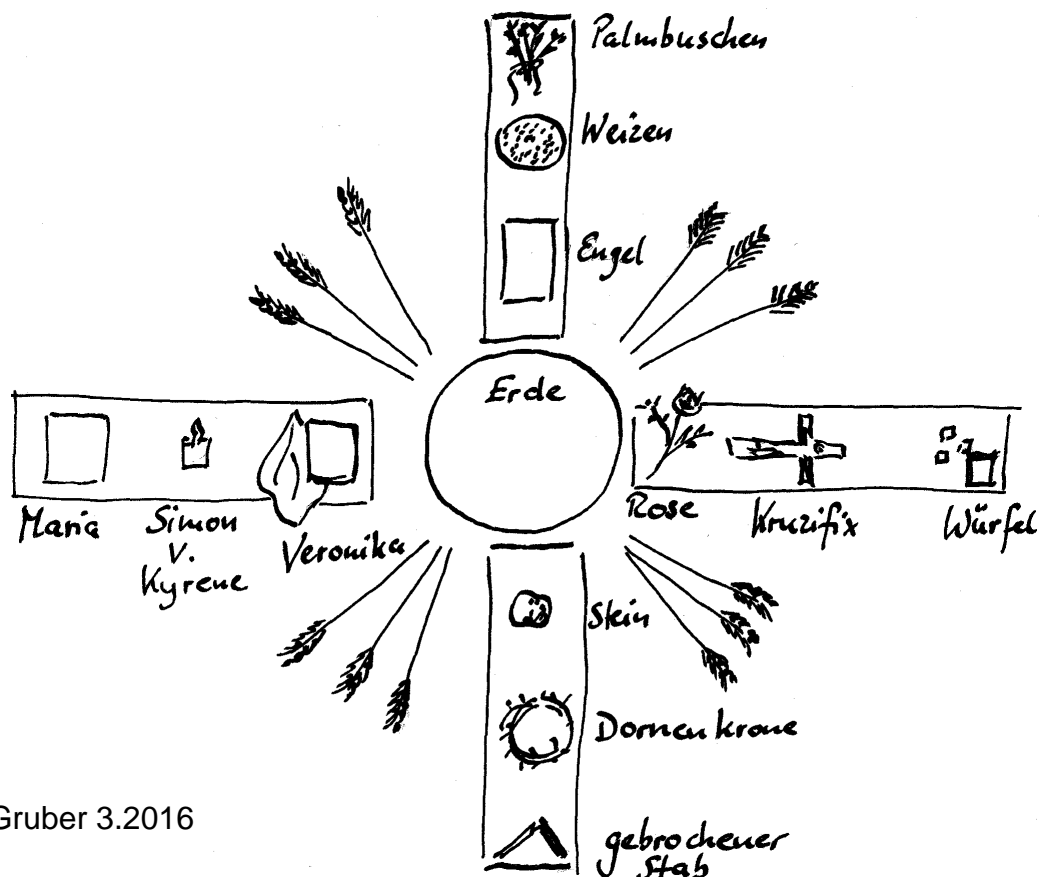 Palmbuschen
Weizen
Engel
Erde
Maria
Simon
v.
Kyrene
Veronika
Rose
Kruzifix
Würfel
Stein
Dornenkrone
gebrochener
Stab
Gruber 3.2016